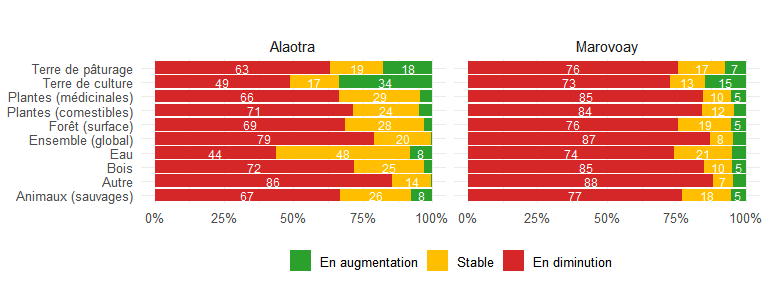 Alaotra Marovoay
Terre de pâturage 63 19 18 76 17 7
Terre de culture 49 17 34 73 13 15
Plantes (médicinales) 66 29 85 10 5
Plantes (comestibles) 71 24 84 12
Forêt (surface) 69 28 76 19 5
Ensemble (global) 79 20 87 8
Eau 44 48 8 74 21
Bois 72 25 85 10 5
Autre 86 14 88 7
Animaux (sauvages) 67 26 8 77 18 5
0% 25% 50% 75% 100% 0% 25% 50% 75% 100%
En augmentation Stable En diminution